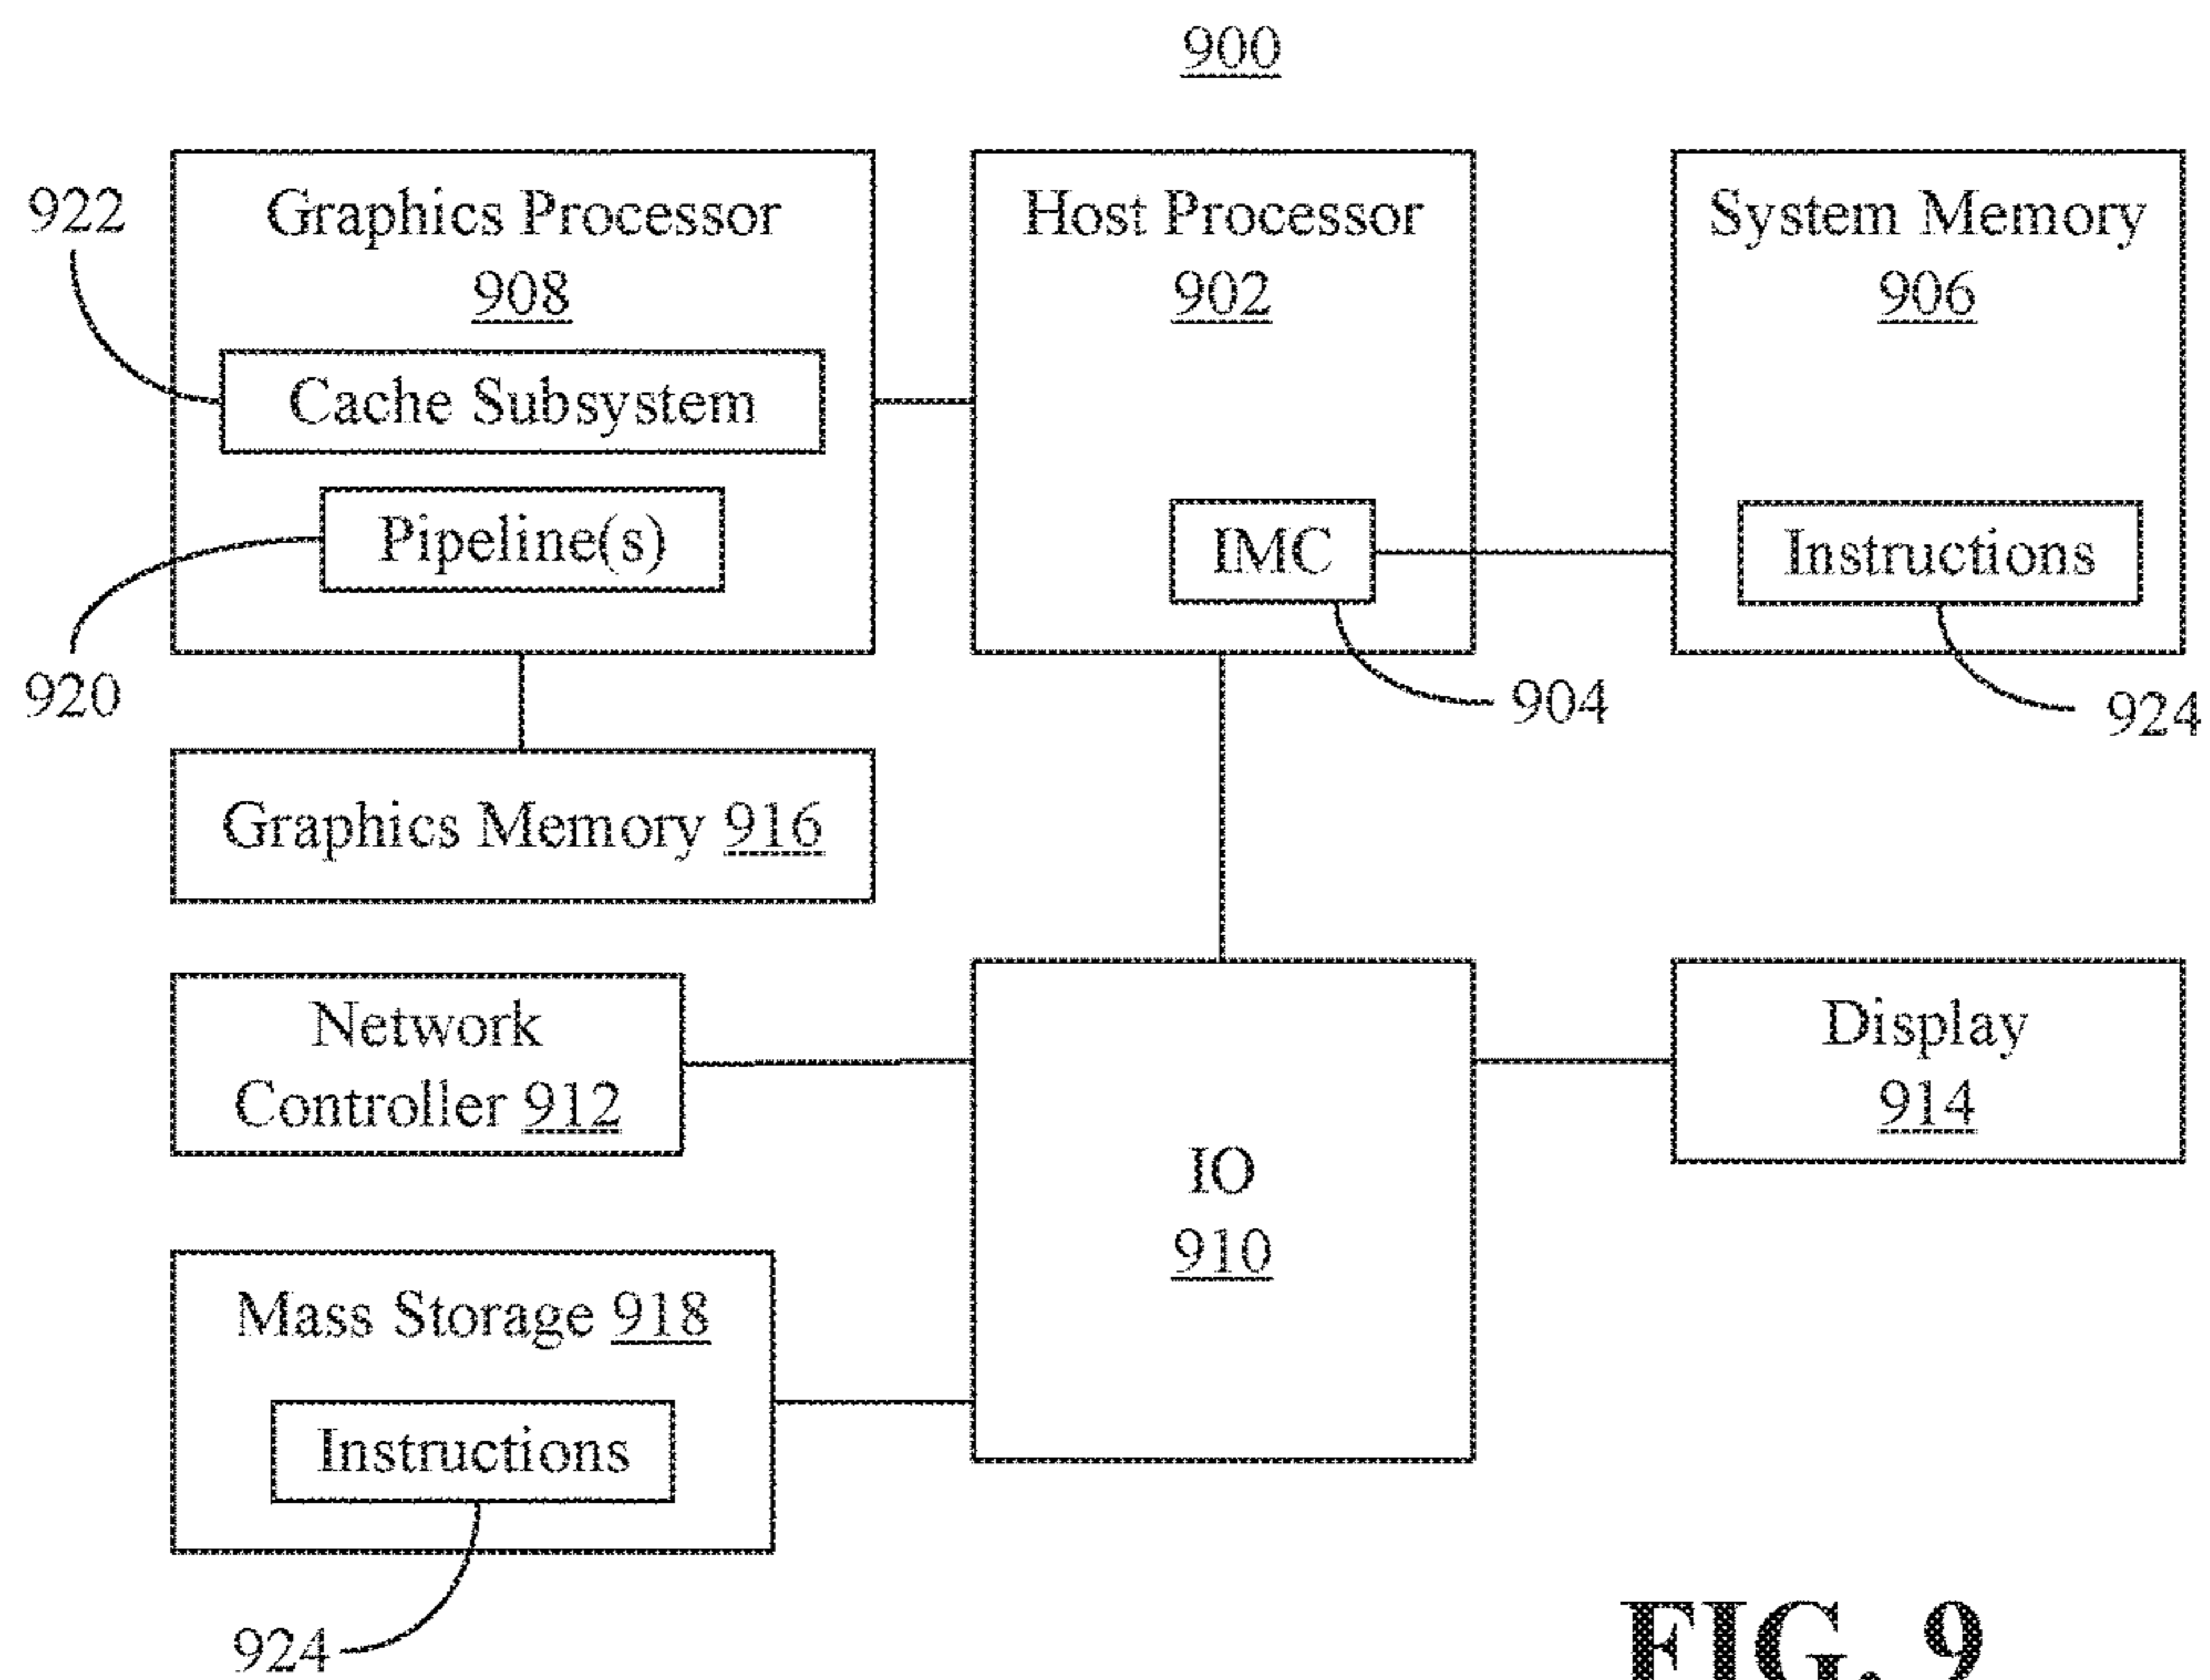 900
922
Graphics Processor
908
Cache Subsystem
Pipeline(s)
920
Host Processor
902
IMC
904
System Memory
906
Instructions
924
Graphics Memory 916
Network
Controller 912
IO
910
Display
914
Mass Storage 918
Instructions
924
FIG. 9